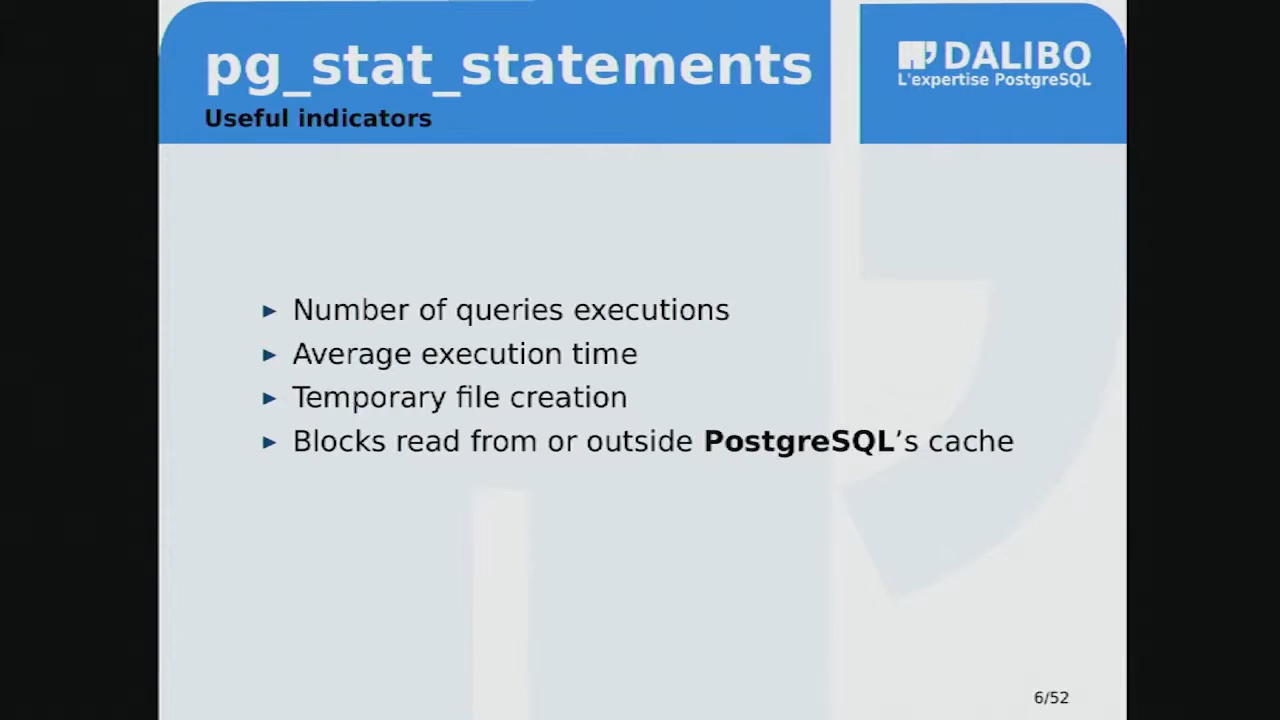 pg_stat_statements
Useful indicators
DALIBO
L'expertise PostgreSQL
▸ Number of queries executions
▸ Average execution time
▸ Temporary file creation
▸ Blocks read from or outside PostgreSQL’s cache
6/52